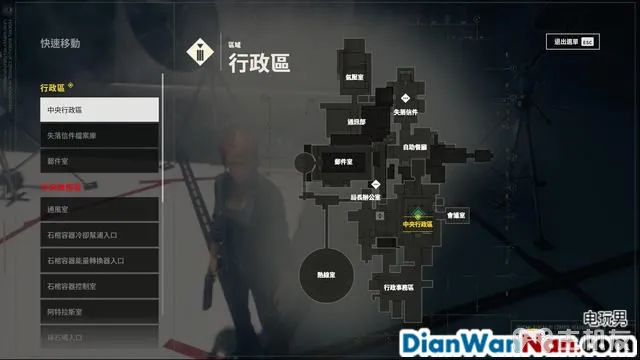 快速移動
區域
行政區
退出選單 ESC
行政區
中央行政區
失落信件檔案庫
郵件室
通風室
石棺容器冷卻幫浦入口
石棺容器能量轉換器入口
石棺容器控制室
阿特拉斯室
氣壓室
失落信件
通訊部
自助餐廳
郵件室
局長辦公室
中央行政區
會議室
熱線室
行政事務區
电玩男
DianWanNan.com